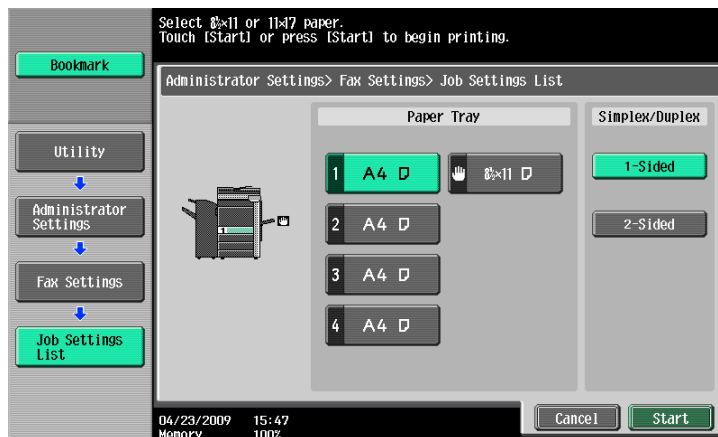 Select 8½×11 or 11×17 paper.
Touch [Start] or press [Start] to begin printing.
Bookmark
Administrator Settings> Fax Settings> Job Settings List
Utility
Administrator
Settings
Fax Settings
Job Settings
List
Paper Tray
1 A4
8½×11
2 A4
3 A4
4 A4
1
Simplex/Duplex
1-Sided
2-Sided
04/23/2009 15:47
Memory 100%
Cancel
Start